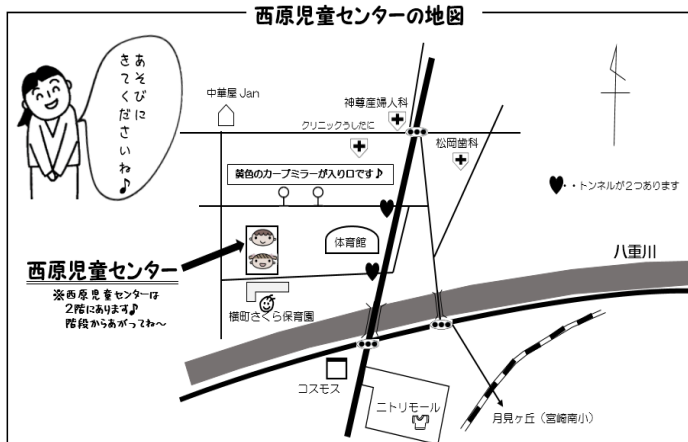 西原児童センターの地図
あそびに
きてくださいね♪
中華屋 Jan
神尊産婦人科
クリニックうしたに
松岡歯科
黄色のカーブミラーが入り口です♪
・・トンネルが2つあります
体育館
八重川
西原児童センター
※西原児童センターは
2階にあります♪
階段からあがってね～
横町さくら保育園
コスモス
ニトリモール
月見ヶ丘（宮崎南小）